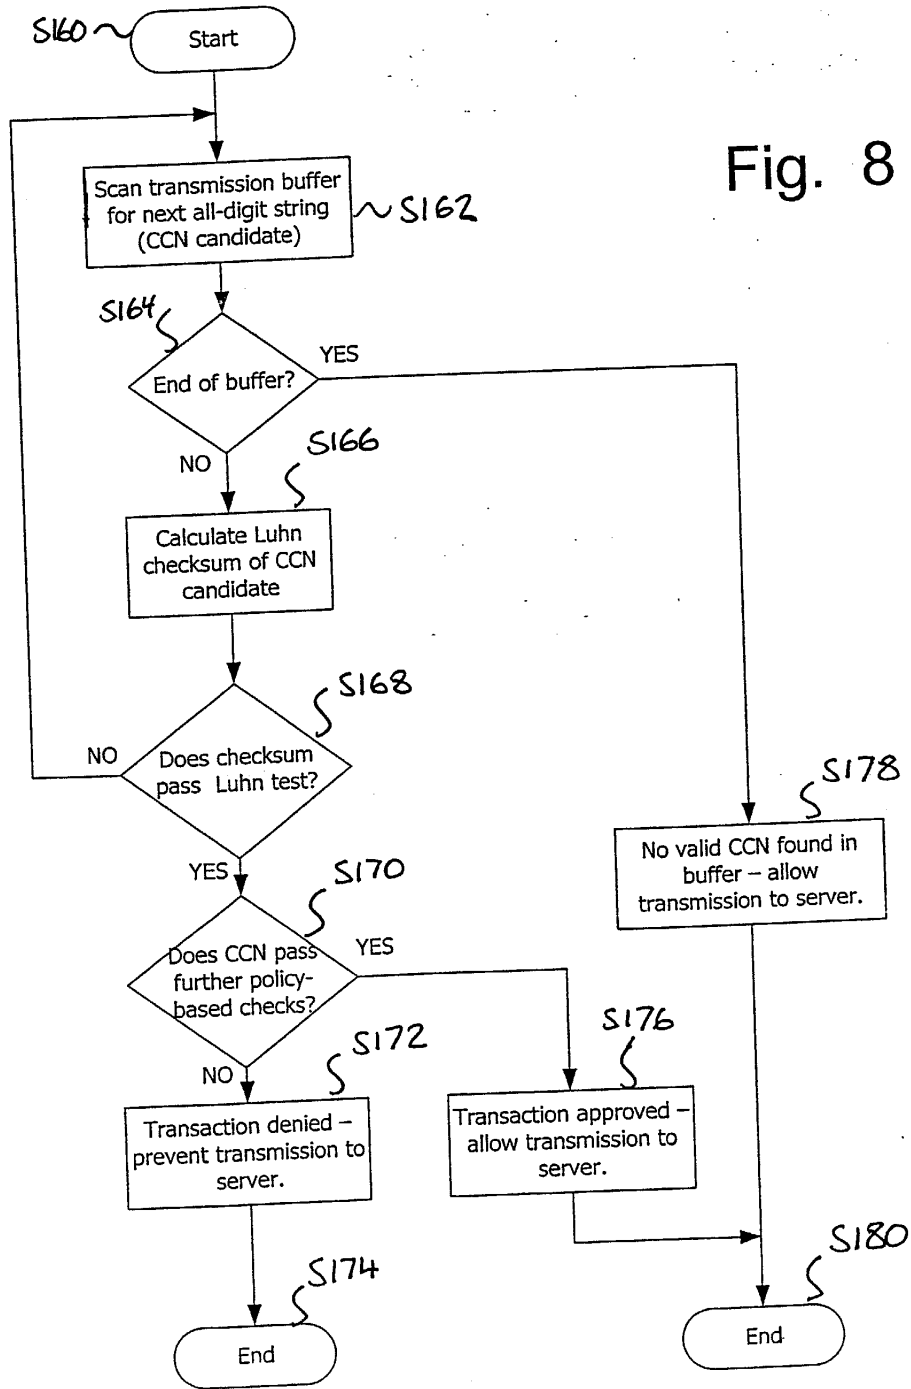 S160
Start
Fig. 8
Scan transmission buffer
for next all-digit string
(CCN candidate)
S162
S164
End of buffer?
YES
NO
S166
Calculate Luhn
checksum of CCN
candidate
S168
NO
Does checksum
pass Luhn test?
S178
No valid CCN found in
buffer – allow
transmission to server.
YES
S170
Does CCN pass
further policy-
based checks?
YES
S176
S172
NO
Transaction denied –
prevent transmission to
server.
Transaction approved –
allow transmission to
server.
S174
End
S180
End